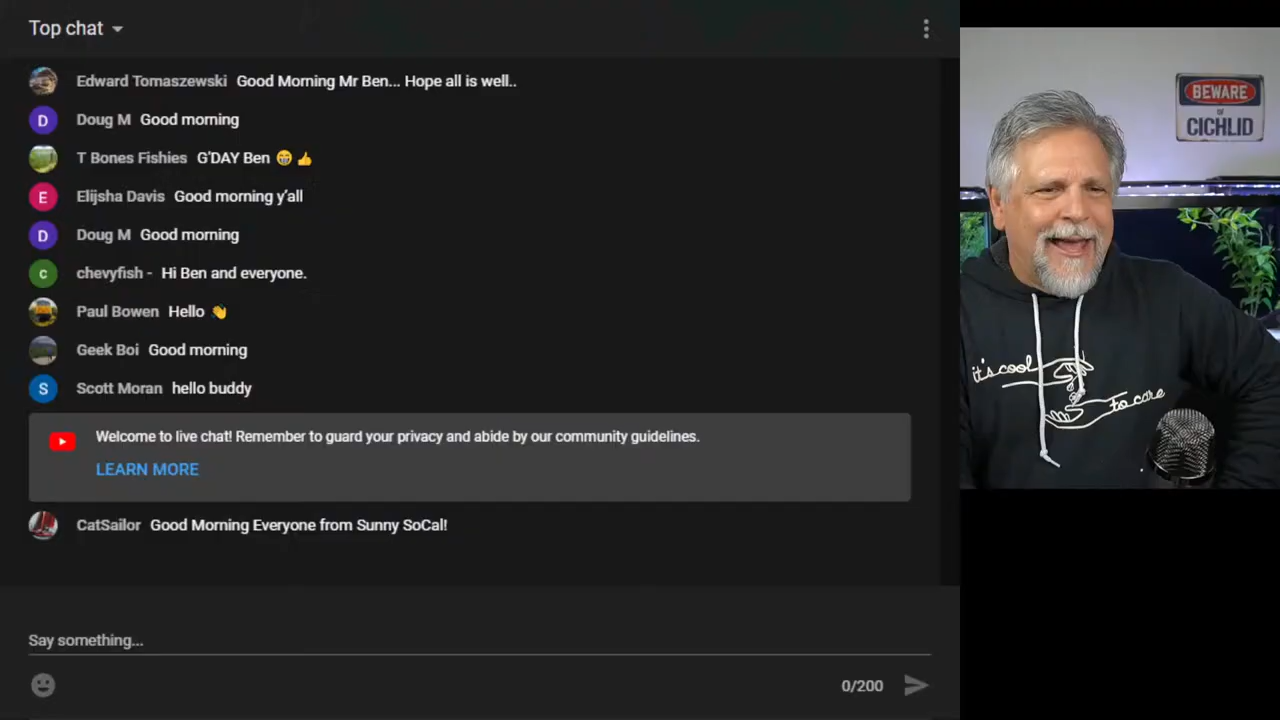 Top chat
Edward Tomaszewski Good Morning Mr Ben... Hope all is well..
Doug M Good morning
T Bones Fishies G'DAY Ben 😁👍
Elijsha Davis Good morning y'all
Doug M Good morning
chevyfish - Hi Ben and everyone.
Paul Bowen Hello 👋
Geek Boi Good morning
Scott Moran hello buddy
Welcome to live chat! Remember to guard your privacy and abide by our community guidelines.
LEARN MORE
CatSailor Good Morning Everyone from Sunny SoCal!
Say something...
0/200
D
E
D
c
S
BEWARE
of
CICHLID
it's cool
to care